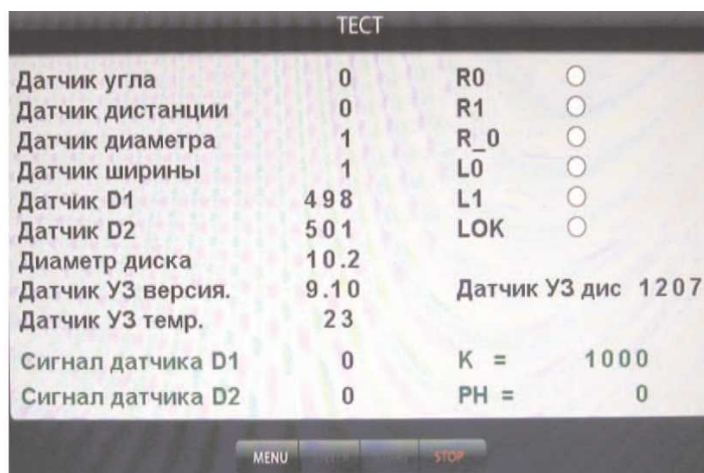 ТЕСТ
Датчик угла 0 R0
Датчик дистанции 0 R1
Датчик диаметра 1 R_0
Датчик ширины 1 L0
Датчик D1 498 L1
Датчик D2 501 LOK
Диаметр диска 10.2
Датчик УЗ версия. 9.10 Датчик УЗ дис 1207
Датчик УЗ темр. 23
Сигнал датчика D1 0 K = 1000
Сигнал датчика D2 0 PH = 0
MENU STOP